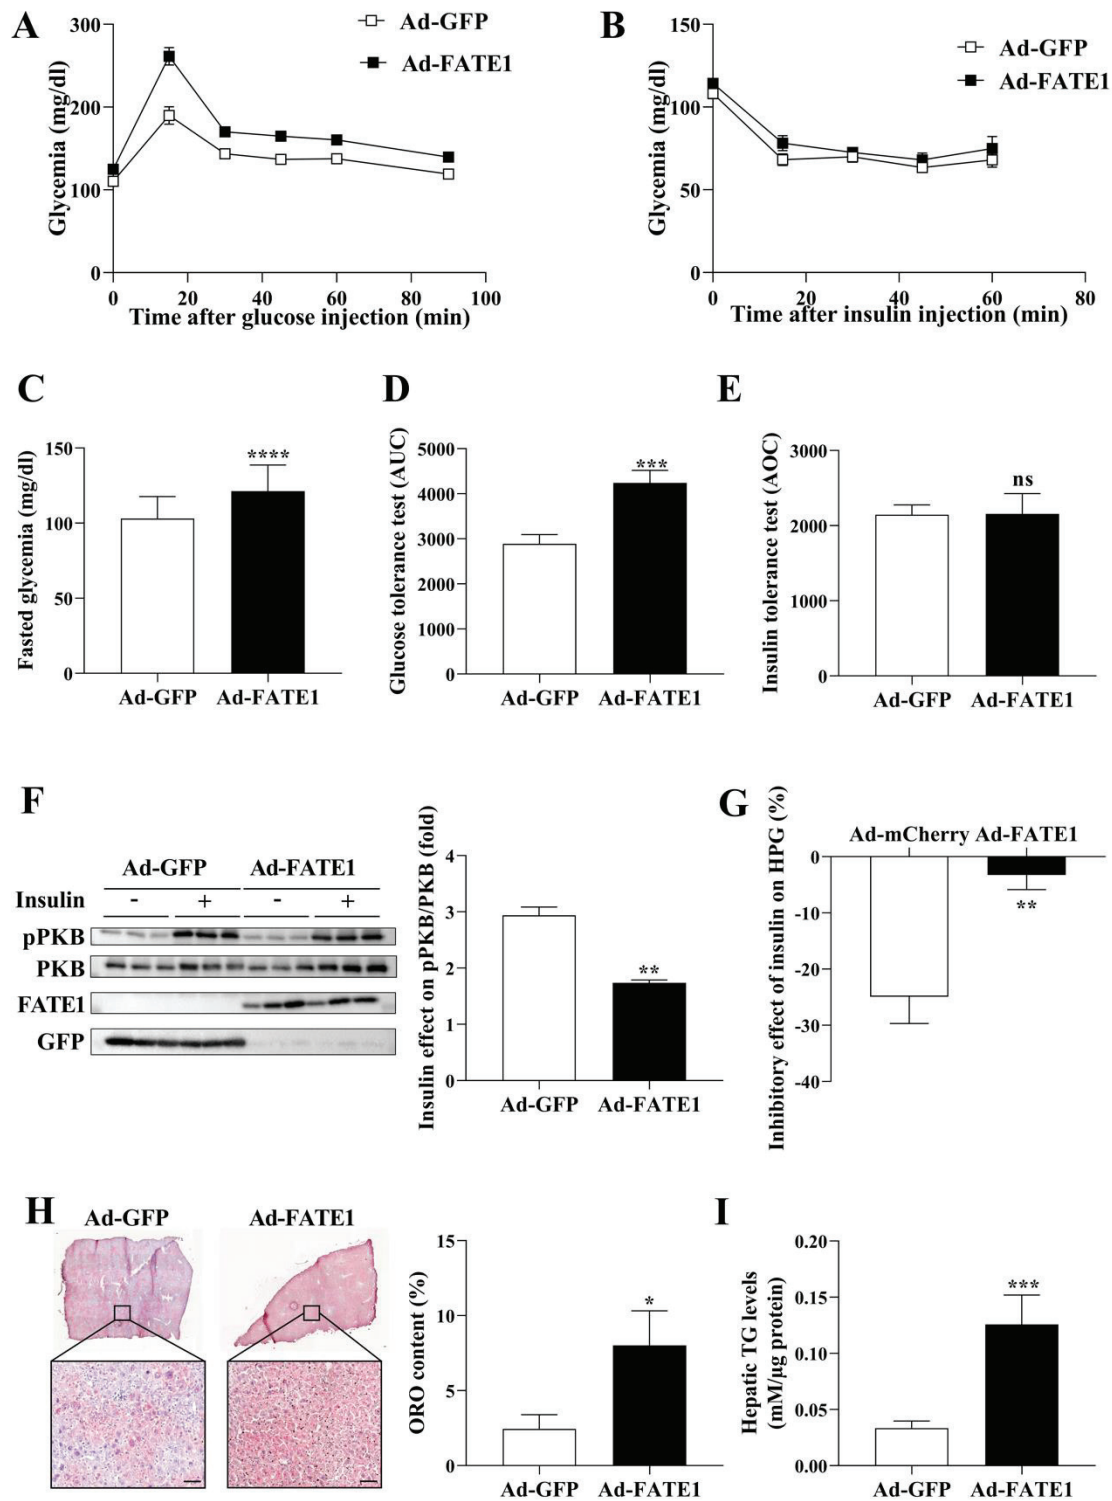 A
Glycemia (mg/dl)
300
200
100
0
0 20 40 60 80 100
Time after glucose injection (min)
Ad-GFP
Ad-FATE1
B
Glycemia (mg/dl)
150
100
50
0
0 20 40 60 80
Time after insulin injection (min)
Ad-GFP
Ad-FATE1
C
Fasted glycemia (mg/dl)
150
100
50
0
****
Ad-GFP Ad-FATE1
D
Glucose tolerance test (AUC)
5000
4000
3000
2000
1000
0
***
Ad-GFP Ad-FATE1
E
Insulin tolerance test (AOC)
3000
2000
1000
0
ns
Ad-GFP Ad-FATE1
F
Ad-GFP Ad-FATE1
Insulin - + - +
pPKB
PKB
FATE1
GFP
Insulin effect on pPKB/PKB (fold)
4
3
2
1
0
**
Ad-GFP Ad-FATE1
G
Inhibitory effect of insulin on HPG (%)
Ad-mCherry Ad-FATE1
0
-10
-20
-30
-40
**
H
Ad-GFP Ad-FATE1
ORO content (%)
15
10
5
0
*
Ad-GFP Ad-FATE1
I
Hepatic TG levels
(mM/µg protein)
0.20
0.15
0.10
0.05
0.00
***
Ad-GFP Ad-FATE1